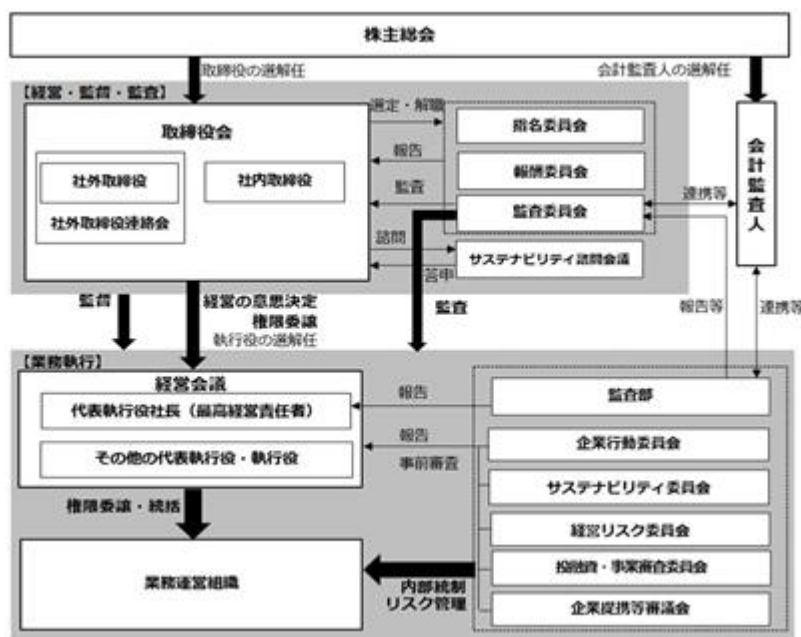 株主総会
取締役の選解任
会計監査人の選解任
【経営・監督・監査】
取締役会
社外取締役
社外取締役連絡会
社内取締役
選定・解職
報告
監査
諮問
答申
指名委員会
報酬委員会
監査委員会
サステナビリティ諮問会議
連携等
会計監査人
監督
経営の意思決定
権限委譲
執行役の選解任
監査
報告等
連携等
【業務執行】
経営会議
代表執行役社長（最高経営責任者）
その他の代表執行役・執行役
報告
報告
事前審査
監査部
企業行動委員会
サステナビリティ委員会
経営リスク委員会
投融資・事業審査委員会
企業提携等審議会
権限委譲・統括
業務運営組織
内部統制
リスク管理